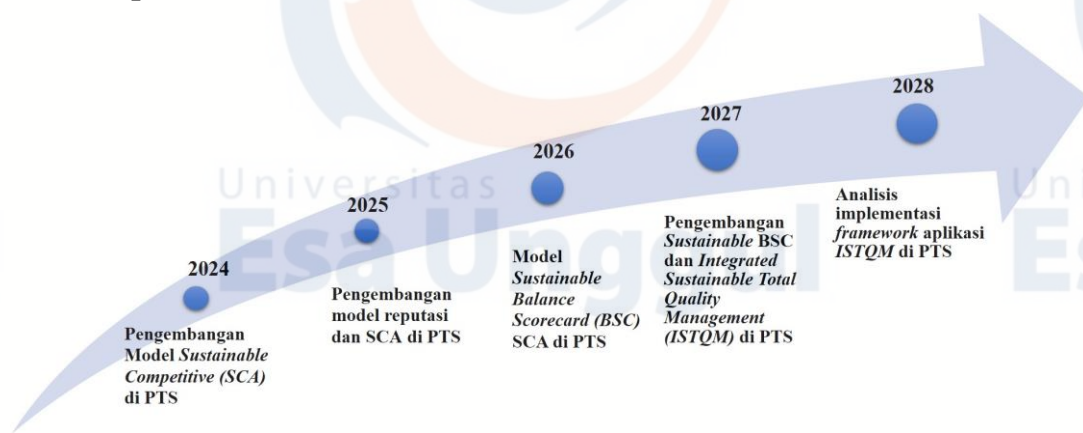 2024
Pengembangan
Model Sustainable
Competitive (SCA)
di PTS
2025
Pengembangan
model reputasi
dan SCA di PTS
2026
Model
Sustainable
Balance
Scorecard (BSC)
SCA di PTS
2027
Pengembangan
Sustainable BSC
dan Integrated
Sustainable Total
Quality
Management
(ISTQM) di PTS
2028
Analisis
implementasi
framework aplikasi
ISTQM di PTS
Universitas
Esa Unggul
Un
Es